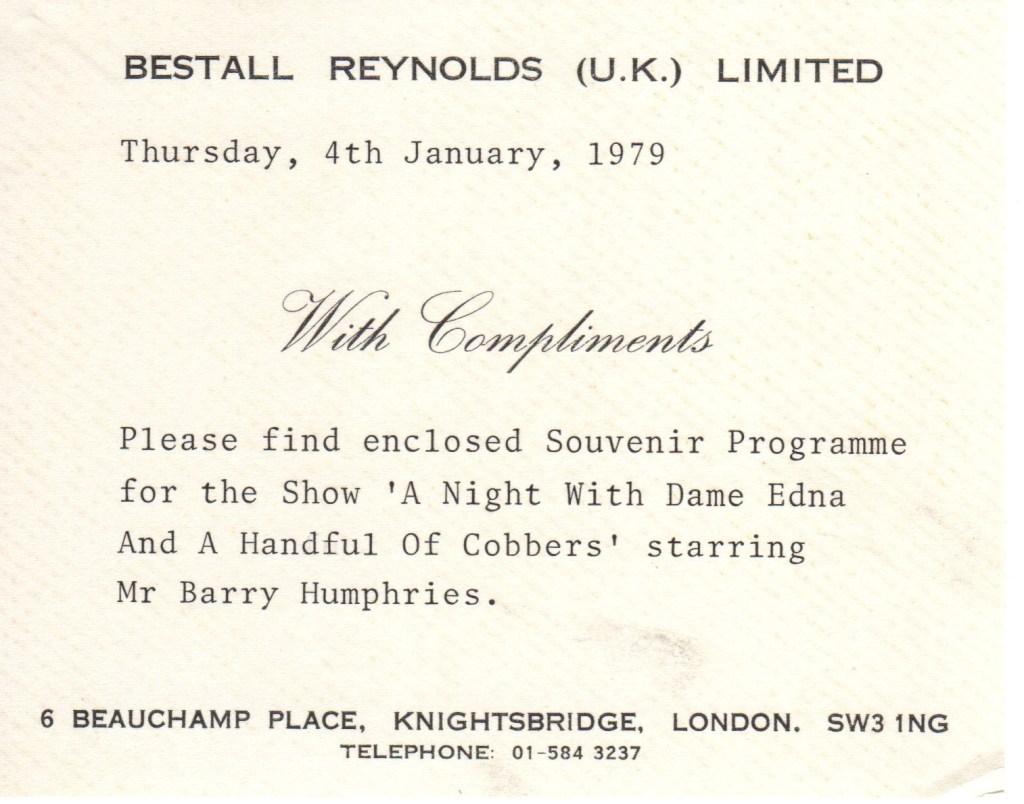 BESTALL REYNOLDS (U.K.) LIMITED
Thursday, 4th January, 1979
With Compliments
Please find enclosed Souvenir Programme
for the Show 'A Night With Dame Edna
And A Handful Of Cobbers' starring
Mr Barry Humphries.
6 BEAUCHAMP PLACE, KNIGHTSBRIDGE, LONDON. SW3 1NG
TELEPHONE: 01-584 3237